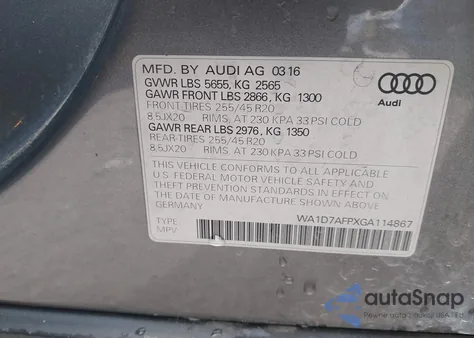 MFD. BY AUDI AG 03 16
GVWR LBS 5655, KG 2565
GAWR FRONT LBS 2866, KG 1300
FRONT TIRES 255/45 R20
8.5JX20 RIMS, AT 230 KPA 33 PSI COLD
GAWR REAR LBS 2976, KG 1350
REAR-TIRES 255/45 R20
8.5JX20 RIMS, AT 230 KPA 33 PSI COLD
THIS VEHICLE CONFORMS TO ALL APPLICABLE
U.S. FEDERAL MOTOR VEHICLE SAFETY AND
THEFT PREVENTION STANDARDS IN EFFECT ON
THE DATE OF MANUFACTURE SHOWN ABOVE
GERMANY
TYPE
MPV
WA1D7AFPXGA114867
Audi
autoSnap